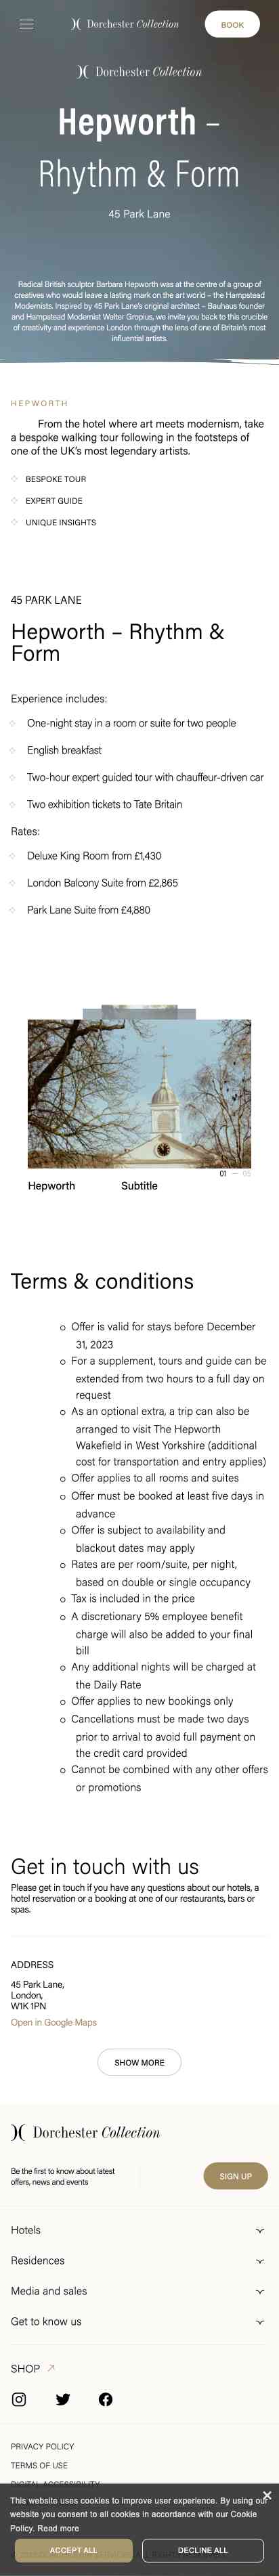 Dorchester Collection
BOOK
Dorchester Collection
Hepworth –
Rhythm & Form
45 Park Lane
Radical British sculptor Barbara Hepworth was at the centre of a group of
creatives who would leave a lasting mark on the art world – the Hampstead
Modernists. Inspired by 45 Park Lane's original architect – Bauhaus founder
and Hampstead Modernist Walter Gropius, we invite you back to this crucible
of creativity and experience London through the lens of one of Britain's most
influential artists.
HEPWORTH
From the hotel where art meets modernism, take
a bespoke walking tour following in the footsteps of
one of the UK's most legendary artists.
BESPOKE TOUR
EXPERT GUIDE
UNIQUE INSIGHTS
45 PARK LANE
Hepworth – Rhythm &
Form
Experience includes:
One-night stay in a room or suite for two people
English breakfast
Two-hour expert guided tour with chauffeur-driven car
Two exhibition tickets to Tate Britain
Rates:
Deluxe King Room from £1,430
London Balcony Suite from £2,865
Park Lane Suite from £4,880
01 — 05
Hepworth Subtitle
Terms & conditions
o Offer is valid for stays before December
31, 2023
o For a supplement, tours and guide can be
extended from two hours to a full day on
request
o As an optional extra, a trip can also be
arranged to visit The Hepworth
Wakefield in West Yorkshire (additional
cost for transportation and entry applies)
o Offer applies to all rooms and suites
o Offer must be booked at least five days in
advance
o Offer is subject to availability and
blackout dates may apply
o Rates are per room/suite, per night,
based on double or single occupancy
o Tax is included in the price
o A discretionary 5% employee benefit
charge will also be added to your final
bill
o Any additional nights will be charged at
the Daily Rate
o Offer applies to new bookings only
o Cancellations must be made two days
prior to arrival to avoid full payment on
the credit card provided
o Cannot be combined with any other offers
or promotions
Get in touch with us
Please get in touch if you have any questions about our hotels, a
hotel reservation or a booking at one of our restaurants, bars or
spas.
ADDRESS
45 Park Lane,
London,
W1K 1PN
Open in Google Maps
SHOW MORE
Dorchester Collection
Be the first to know about latest
offers, news and events
SIGN UP
Hotels
Residences
Media and sales
Get to know us
SHOP
PRIVACY POLICY
TERMS OF USE
DIGITAL ACCESSIBILITY
This website uses cookies to improve user experience. By using our
website you consent to all cookies in accordance with our Cookie
Policy. Read more
ACCEPT ALL
DECLINE ALL